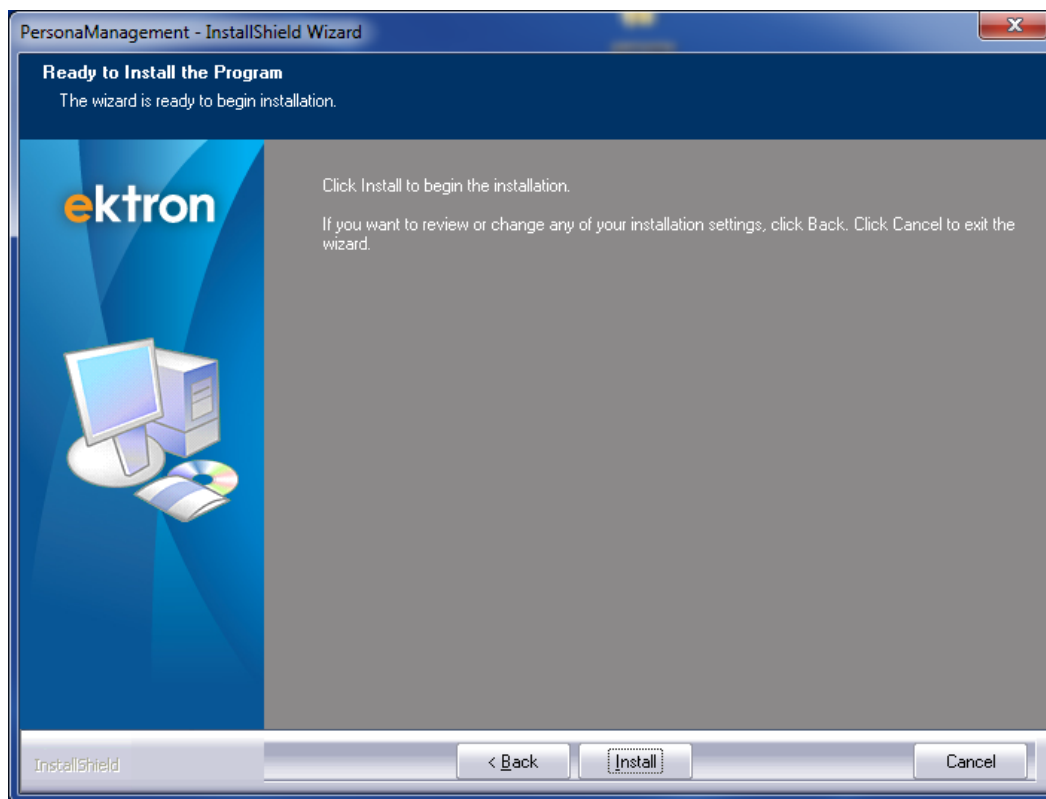 PersonaManagement - InstallShield Wizard
Ready to Install the Program
The wizard is ready to begin installation.
ektron
Click Install to begin the installation.
If you want to review or change any of your installation settings, click Back. Click Cancel to exit the
wizard.
InstallShield
< Back
Install
Cancel